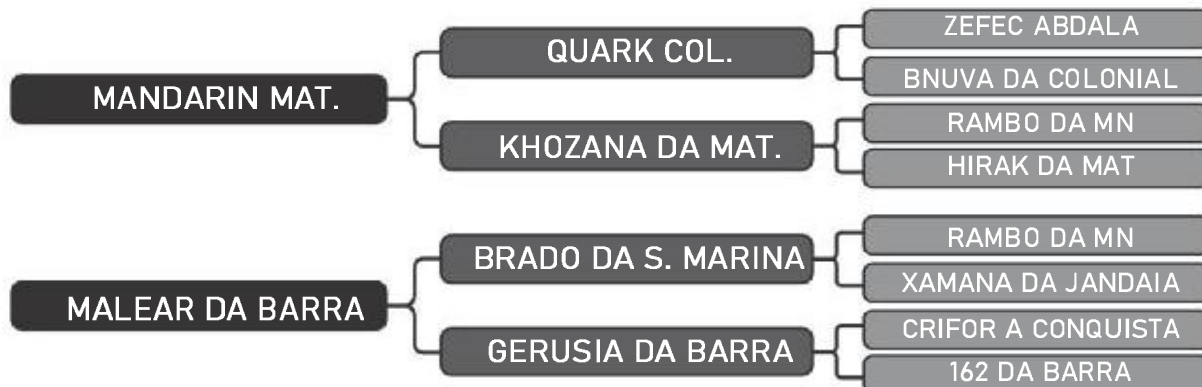 MANDARIN MAT.
QUARK COL.
ZEFEC ABDALA
BNUVA DA COLONIAL
KHOZANA DA MAT.
RAMBO DA MN
HIRAK DA MAT
MALEAR DA BARRA
BRADO DA S. MARINA
RAMBO DA MN
XAMANA DA JANDAIA
GERUSIA DA BARRA
CRIFOR A CONQUISTA
162 DA BARRA